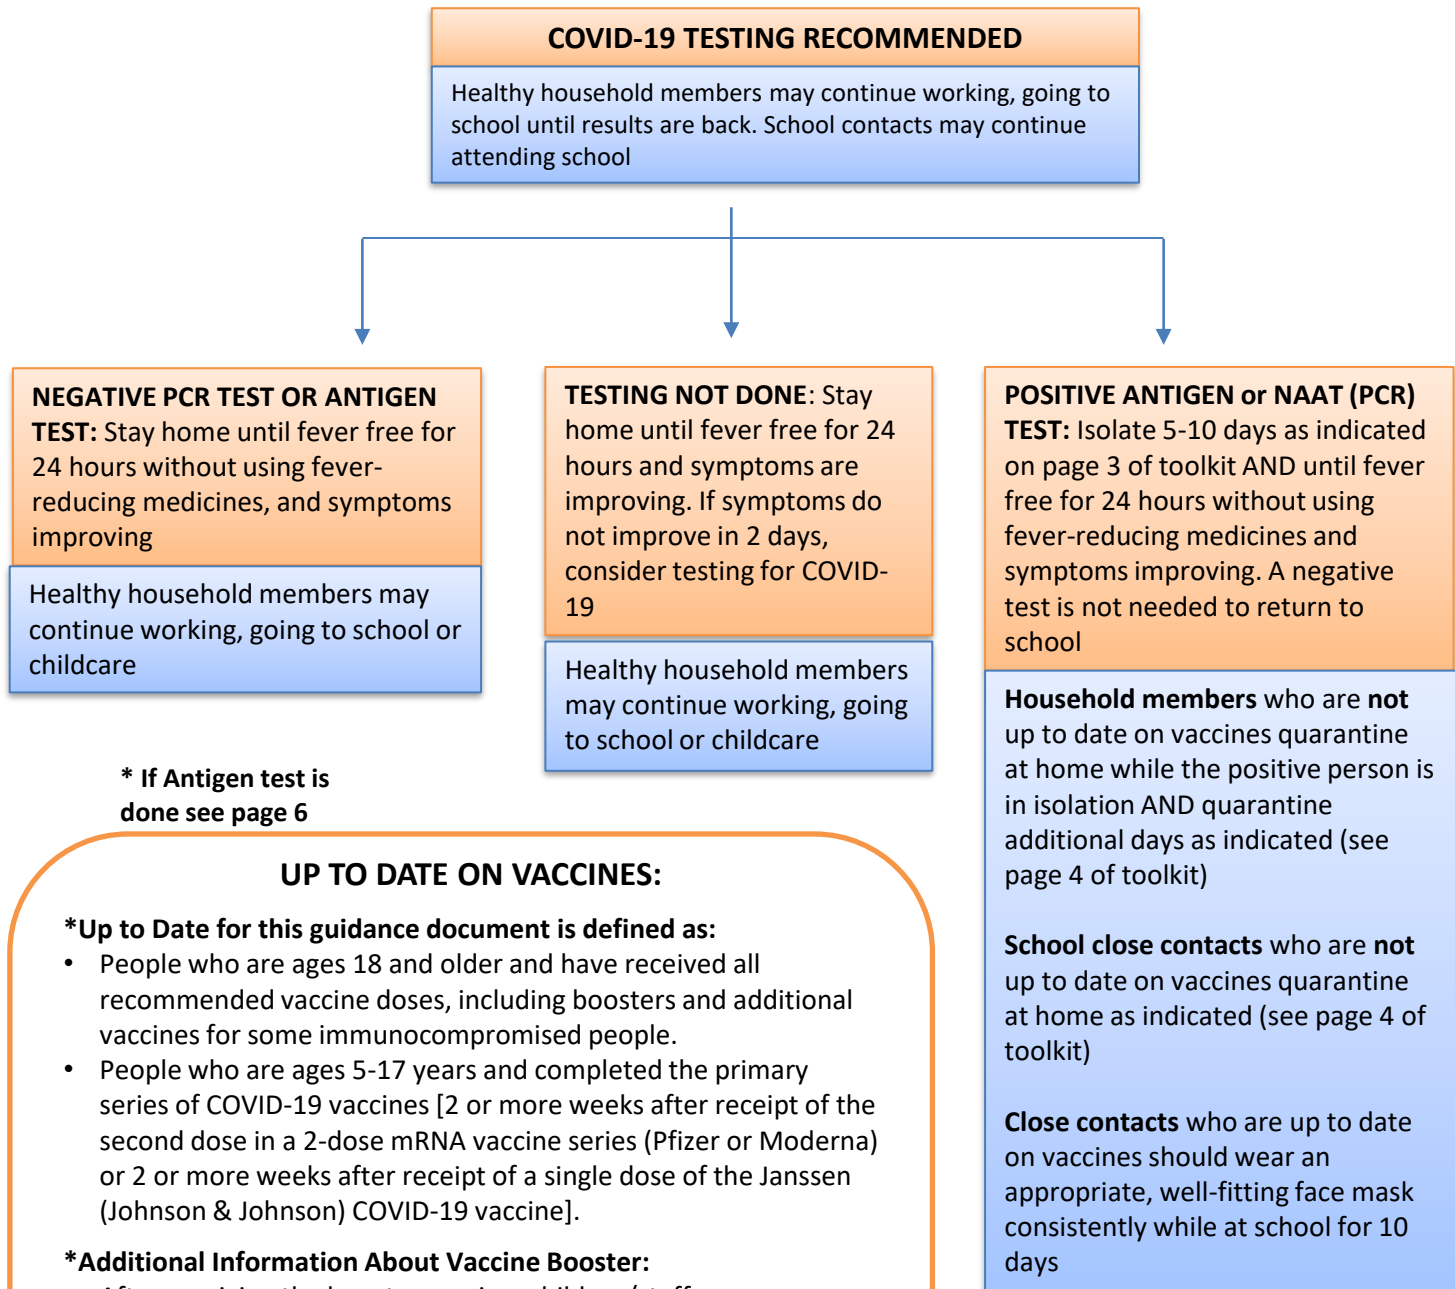 COVID-19 TESTING RECOMMENDED
Healthy household members may continue working, going to
school until results are back. School contacts may continue
attending school
NEGATIVE PCR TEST OR ANTIGEN
TEST: Stay home until fever free for
24 hours without using fever-
reducing medicines, and symptoms
improving
Healthy household members may
continue working, going to school or
childcare
TESTING NOT DONE: Stay
home until fever free for 24
hours and symptoms are
improving. If symptoms do
not improve in 2 days,
consider testing for COVID-
19
Healthy household members
may continue working, going
to school or childcare
POSITIVE ANTIGEN or NAAT (PCR)
TEST: Isolate 5-10 days as indicated
on page 3 of toolkit AND until fever
free for 24 hours without using
fever-reducing medicines and
symptoms improving. A negative
test is not needed to return to
school
Household members who are not
up to date on vaccines quarantine
at home while the positive person is
in isolation AND quarantine
additional days as indicated (see
page 4 of toolkit)
School close contacts who are not
up to date on vaccines quarantine
at home as indicated (see page 4 of
toolkit)
Close contacts who are up to date
on vaccines should wear an
appropriate, well-fitting face mask
consistently while at school for 10
days
* If Antigen test is
done see page 6
UP TO DATE ON VACCINES:
*Up to Date for this guidance document is defined as:
• People who are ages 18 and older and have received all
recommended vaccine doses, including boosters and additional
vaccines for some immunocompromised people.
• People who are ages 5-17 years and completed the primary
series of COVID-19 vaccines [2 or more weeks after receipt of the
second dose in a 2-dose mRNA vaccine series (Pfizer or Moderna)
or 2 or more weeks after receipt of a single dose of the Janssen
(Johnson & Johnson) COVID-19 vaccine].
*Additional Information About Vaccine Booster: